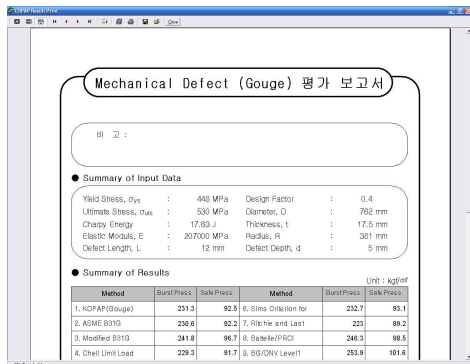 KOPAP Result Print
Close
Mechanical Defect (Gouge) 평가 보고서
비 고 :
● Summary of Input Data
Yield Stress, σys : 448 MPa Design Factor : 0.4
Ultimate Stress, σuts : 530 MPa Diameter, D : 762 mm
Charpy Energy : 17.63 J Thickness, t : 17.5 mm
Elastic Moduls, E : 207000 MPa Radius, R : 381 mm
Defect Length, L : 12 mm Defect Depth, d : 5 mm
● Summary of Results
Unit : kgf/㎠
Method Burst Press. Safe Press. Method Burst Press. Safe Press.
1. KOPAP(Gouge) 231.3 92.5 6. Sims Criterion for 232.7 93.1
2. ASME B31G 230.6 92.2 7. Ritchie and Last 223 89.2
3. Modified B31G 241.8 96.7 8. Battelle/PRCI 246.3 98.5
4. Chell Limit Load 229.3 91.7 9. BG/DNV Level1 253.9 101.6